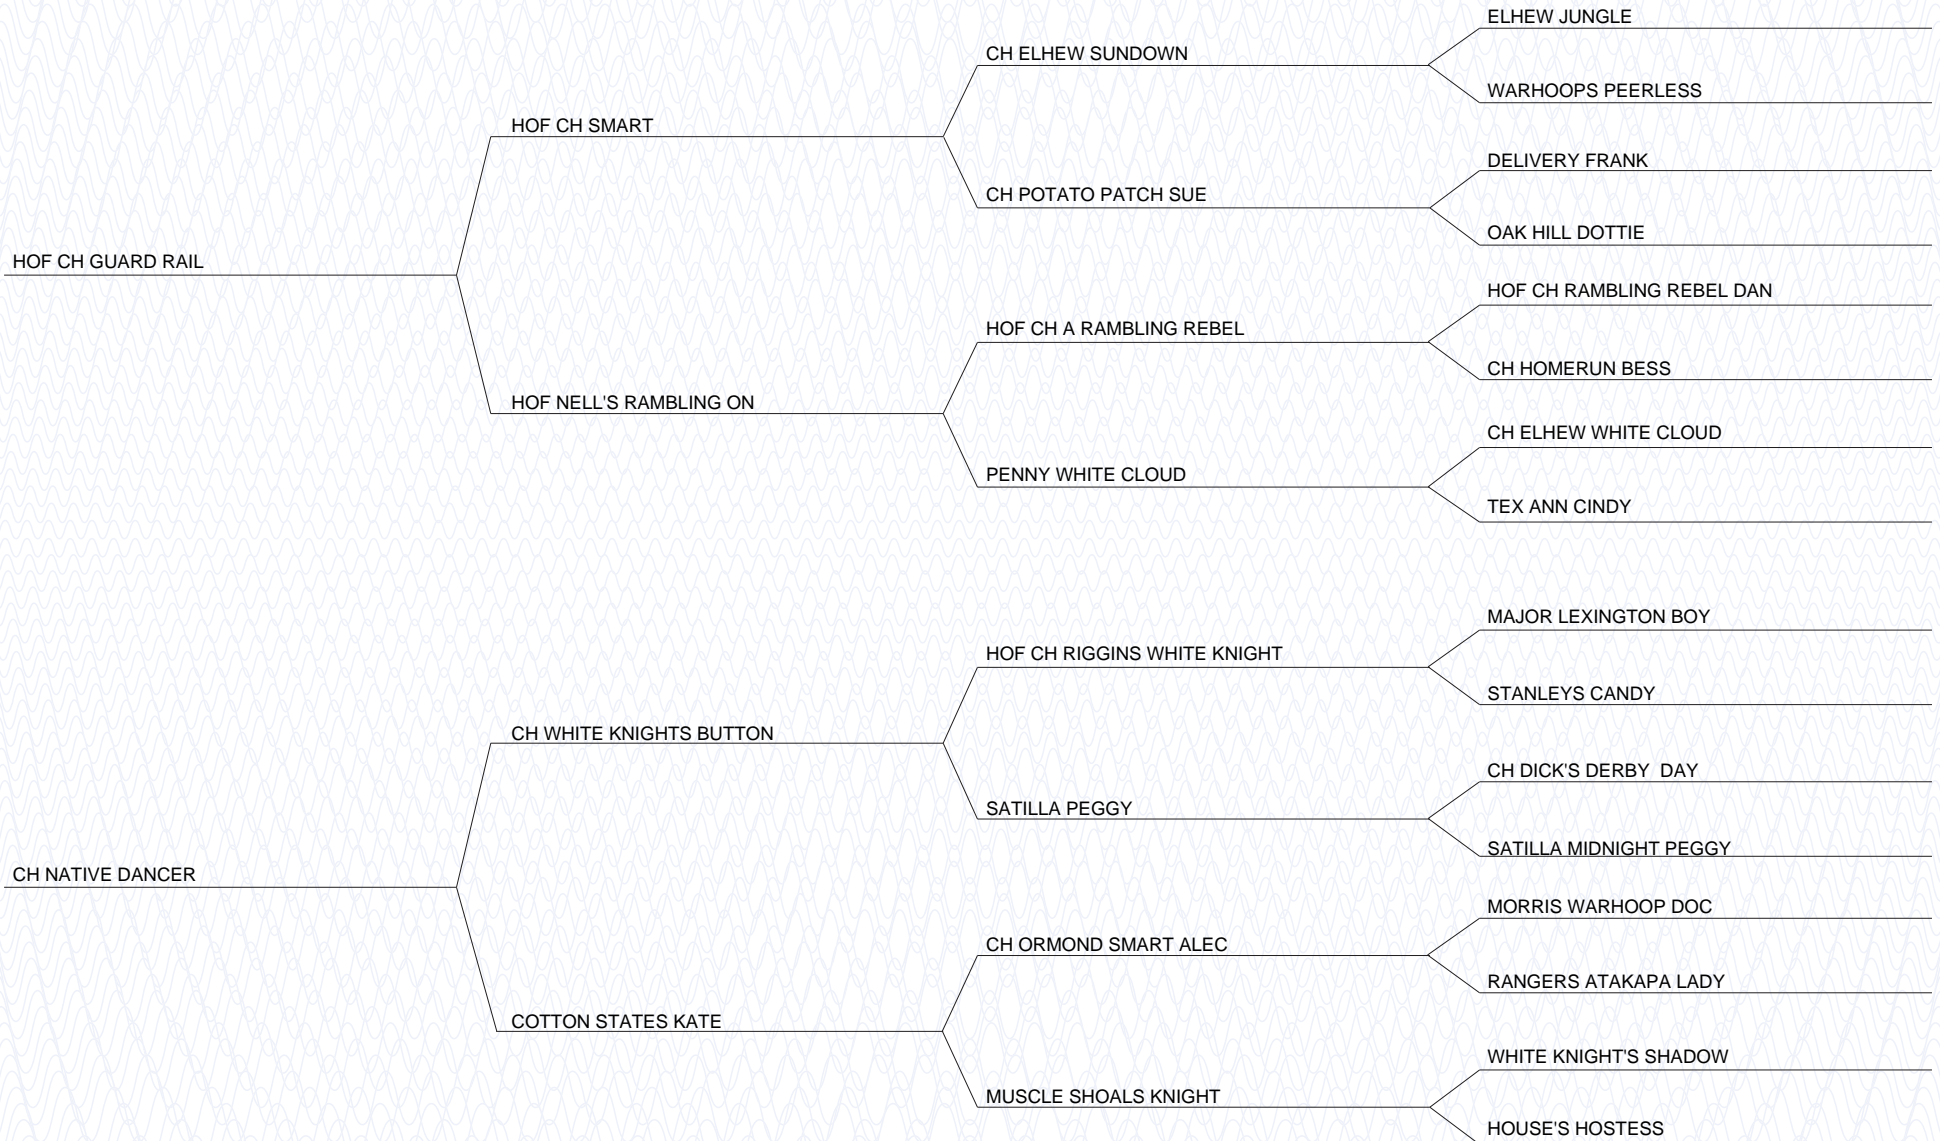 ELHEW JUNGLE
CH ELHEW SUNDOWN
WARHOOPS PEERLESS
HOF CH SMART
DELIVERY FRANK
CH POTATO PATCH SUE
OAK HILL DOTTIE
HOF CH GUARD RAIL
HOF CH RAMBLING REBEL DAN
HOF CH A RAMBLING REBEL
CH HOMERUN BESS
HOF NELL'S RAMBLING ON
CH ELHEW WHITE CLOUD
PENNY WHITE CLOUD
TEX ANN CINDY
MAJOR LEXINGTON BOY
HOF CH RIGGINS WHITE KNIGHT
STANLEYS CANDY
CH WHITE KNIGHTS BUTTON
CH DICK'S DERBY  DAY
SATILLA PEGGY
SATILLA MIDNIGHT PEGGY
CH NATIVE DANCER
MORRIS WARHOOP DOC
CH ORMOND SMART ALEC
RANGERS ATAKAPA LADY
COTTON STATES KATE
WHITE KNIGHT'S SHADOW
MUSCLE SHOALS KNIGHT
HOUSE'S HOSTESS